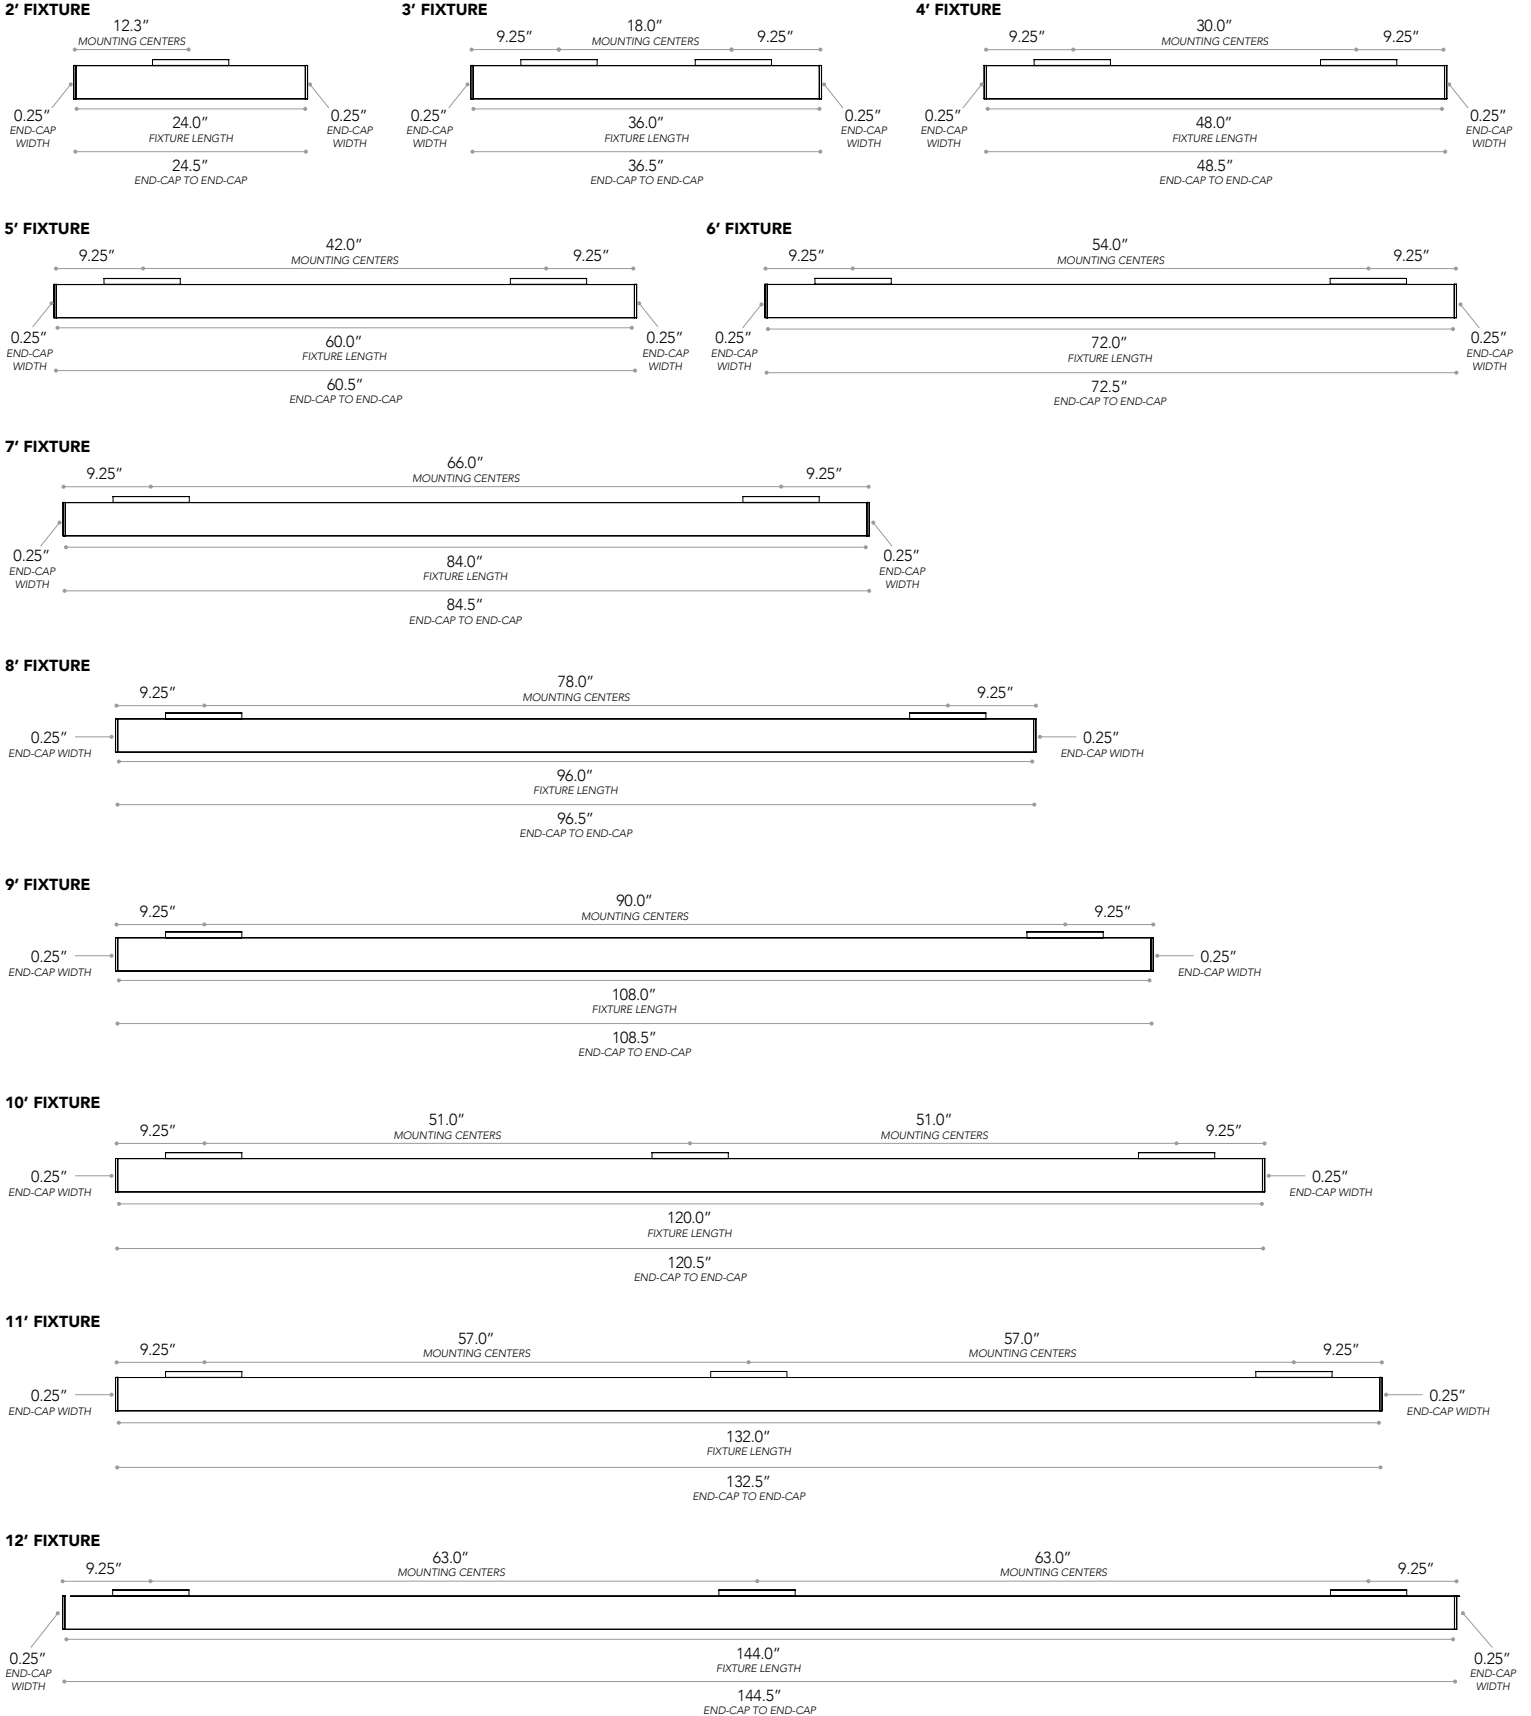 2’ FIXTURE
12.3”
MOUNTING CENTERS
0.25”
END-CAP
WIDTH
24.0”
FIXTURE LENGTH
0.25”
END-CAP
WIDTH
24.5”
END-CAP TO END-CAP
3’ FIXTURE
9.25”
18.0”
MOUNTING CENTERS
9.25”
0.25”
END-CAP
WIDTH
36.0”
FIXTURE LENGTH
0.25”
END-CAP
WIDTH
36.5”
END-CAP TO END-CAP
4’ FIXTURE
9.25”
30.0”
MOUNTING CENTERS
9.25”
0.25”
END-CAP
WIDTH
48.0”
FIXTURE LENGTH
0.25”
END-CAP
WIDTH
48.5”
END-CAP TO END-CAP
5’ FIXTURE
9.25”
42.0”
MOUNTING CENTERS
9.25”
0.25”
END-CAP
WIDTH
60.0”
FIXTURE LENGTH
0.25”
END-CAP
WIDTH
60.5”
END-CAP TO END-CAP
6’ FIXTURE
9.25”
54.0”
MOUNTING CENTERS
9.25”
0.25”
END-CAP
WIDTH
72.0”
FIXTURE LENGTH
0.25”
END-CAP
WIDTH
72.5”
END-CAP TO END-CAP
7’ FIXTURE
9.25”
66.0”
MOUNTING CENTERS
9.25”
0.25”
END-CAP
WIDTH
84.0”
FIXTURE LENGTH
0.25”
END-CAP
WIDTH
84.5”
END-CAP TO END-CAP
8’ FIXTURE
9.25”
78.0”
MOUNTING CENTERS
9.25”
0.25”
END-CAP WIDTH
0.25”
END-CAP WIDTH
96.0”
FIXTURE LENGTH
96.5”
END-CAP TO END-CAP
9’ FIXTURE
9.25”
90.0”
MOUNTING CENTERS
9.25”
0.25”
END-CAP WIDTH
0.25”
END-CAP WIDTH
108.0”
FIXTURE LENGTH
108.5”
END-CAP TO END-CAP
10’ FIXTURE
9.25”
51.0”
MOUNTING CENTERS
51.0”
MOUNTING CENTERS
9.25”
0.25”
END-CAP WIDTH
0.25”
END-CAP WIDTH
120.0”
FIXTURE LENGTH
120.5”
END-CAP TO END-CAP
11’ FIXTURE
9.25”
57.0”
MOUNTING CENTERS
57.0”
MOUNTING CENTERS
9.25”
0.25”
END-CAP WIDTH
0.25”
END-CAP WIDTH
132.0”
FIXTURE LENGTH
132.5”
END-CAP TO END-CAP
12’ FIXTURE
9.25”
63.0”
MOUNTING CENTERS
63.0”
MOUNTING CENTERS
9.25”
0.25”
END-CAP
WIDTH
144.0”
FIXTURE LENGTH
0.25”
END-CAP
WIDTH
144.5”
END-CAP TO END-CAP